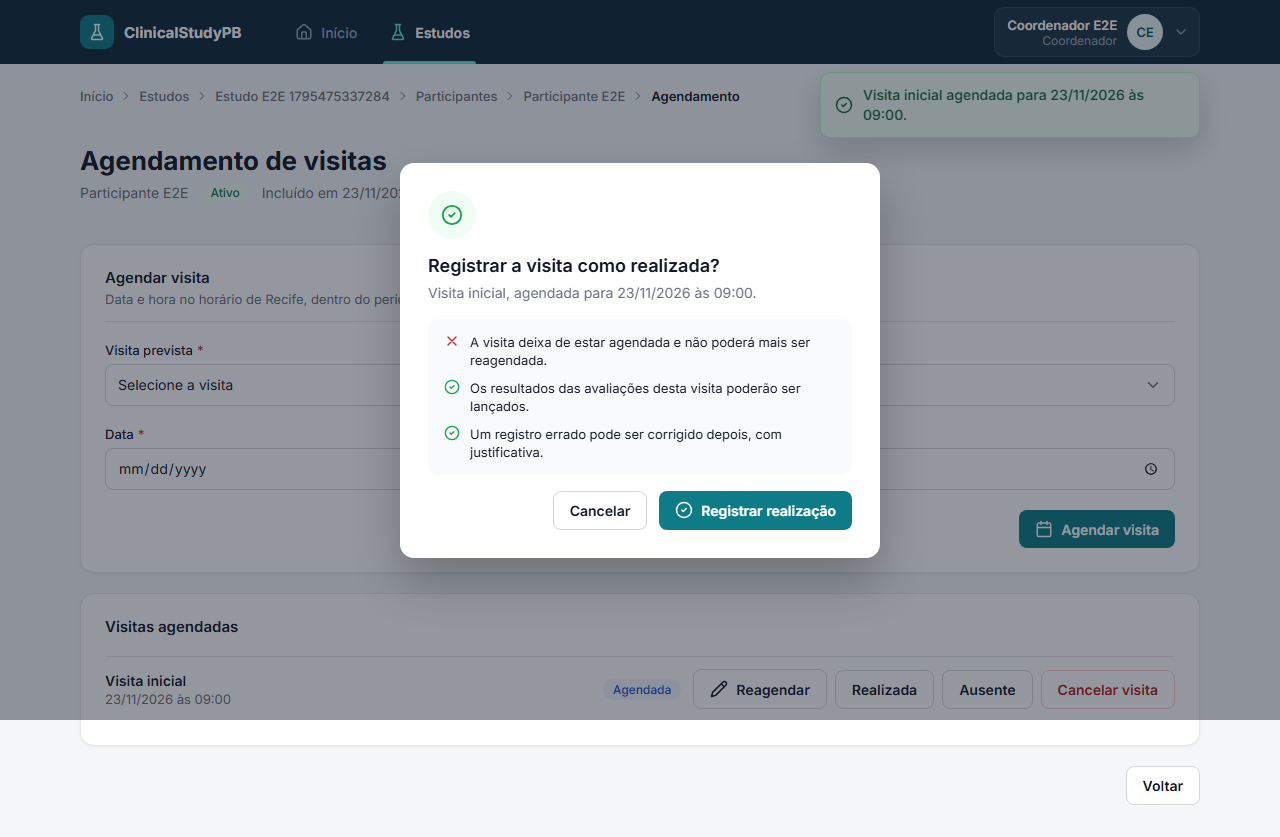 ClinicalStudyPB
Início
Estudos
Coordenador E2E
Coordenador
CE
Início
Estudos
Estudo E2E 1795475337284
Participantes
Participante E2E
Agendamento
Visita inicial agendada para 23/11/2026 às
09:00.
Agendamento de visitas
Participante E2E
Ativo
Incluído em 23/11/20
Agendar visita
Data e hora no horário de Recife, dentro do perí
Visita prevista *
Selecione a visita
Data *
mm/dd/yyyy
Agendar visita
Registrar a visita como realizada?
Visita inicial, agendada para 23/11/2026 às 09:00.
A visita deixa de estar agendada e não poderá mais ser
reagendada.
Os resultados das avaliações desta visita poderão ser
lançados.
Um registro errado pode ser corrigido depois, com
justificativa.
Cancelar
Registrar realização
Visitas agendadas
Visita inicial
23/11/2026 às 09:00
Agendada
Reagendar
Realizada
Ausente
Cancelar visita
Voltar